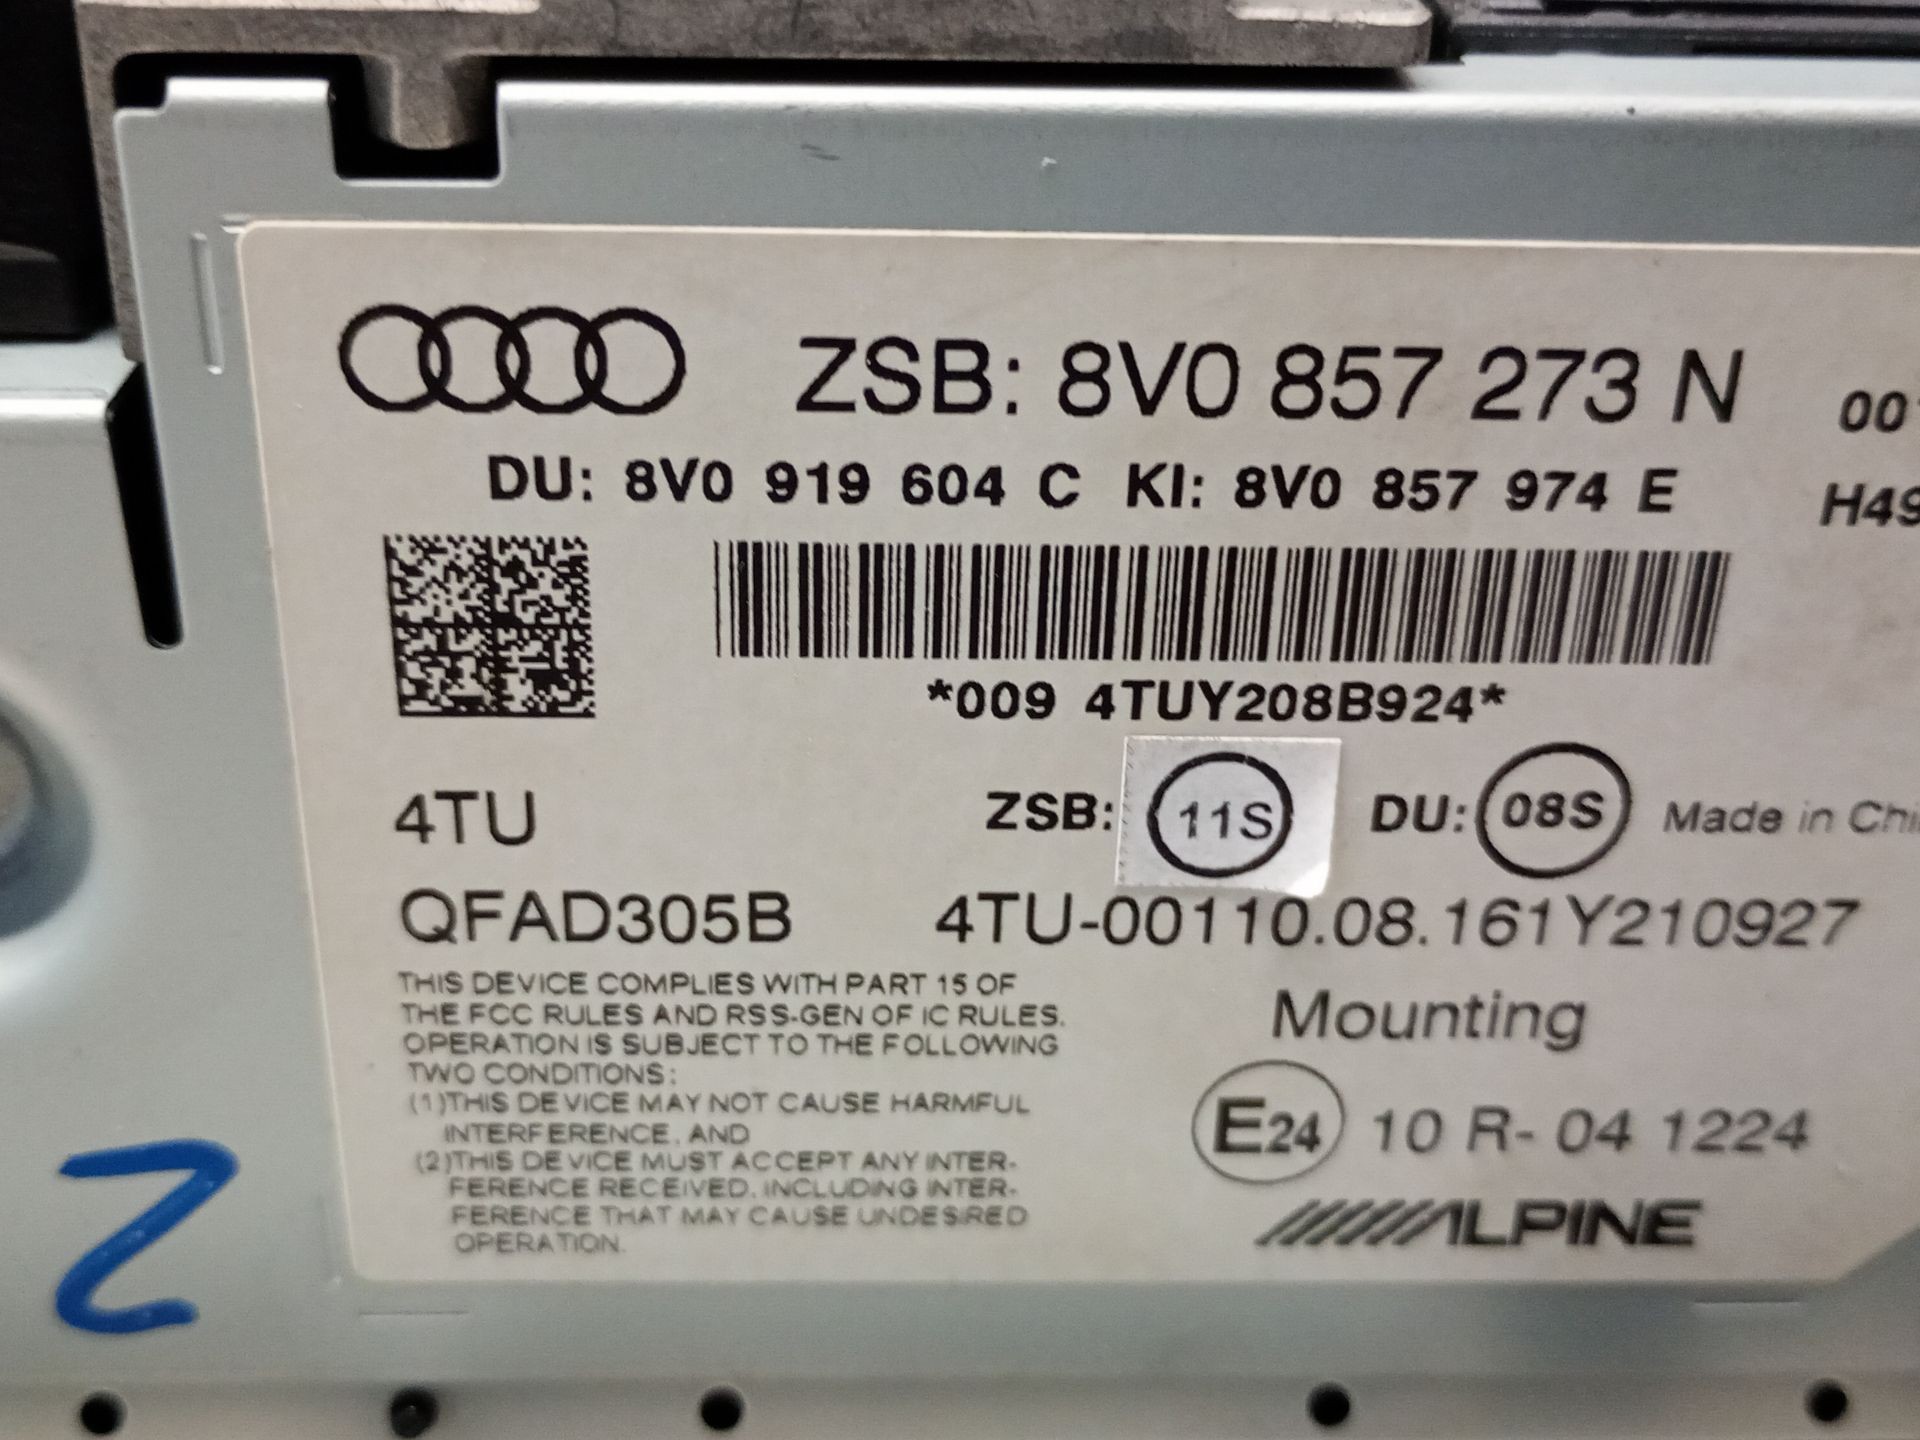 ZSB: 8V0 857 273 N
DU: 8V0 919 604 C KI: 8V0 857 974 E
*009 4TUY208B924*
4TU ZSB: 11S DU: 08S Made in
QFAD305B 4TU-00110.08.161Y210927
THIS DEVICE COMPLIES WITH PART 15 OF
THE FCC RULES AND RSS-GEN OF IC RULES.
OPERATION IS SUBJECT TO THE FOLLOWING
TWO CONDITIONS:
(1)THIS DEVICE MAY NOT CAUSE HARMFUL
INTERFERENCE, AND
(2)THIS DEVICE MUST ACCEPT ANY INTER-
FERENCE RECEIVED, INCLUDING INTER-
FERENCE THAT MAY CAUSE UNDESIRED
OPERATION.
Mounting
E24 10 R- 04 1224
ALPINE
2